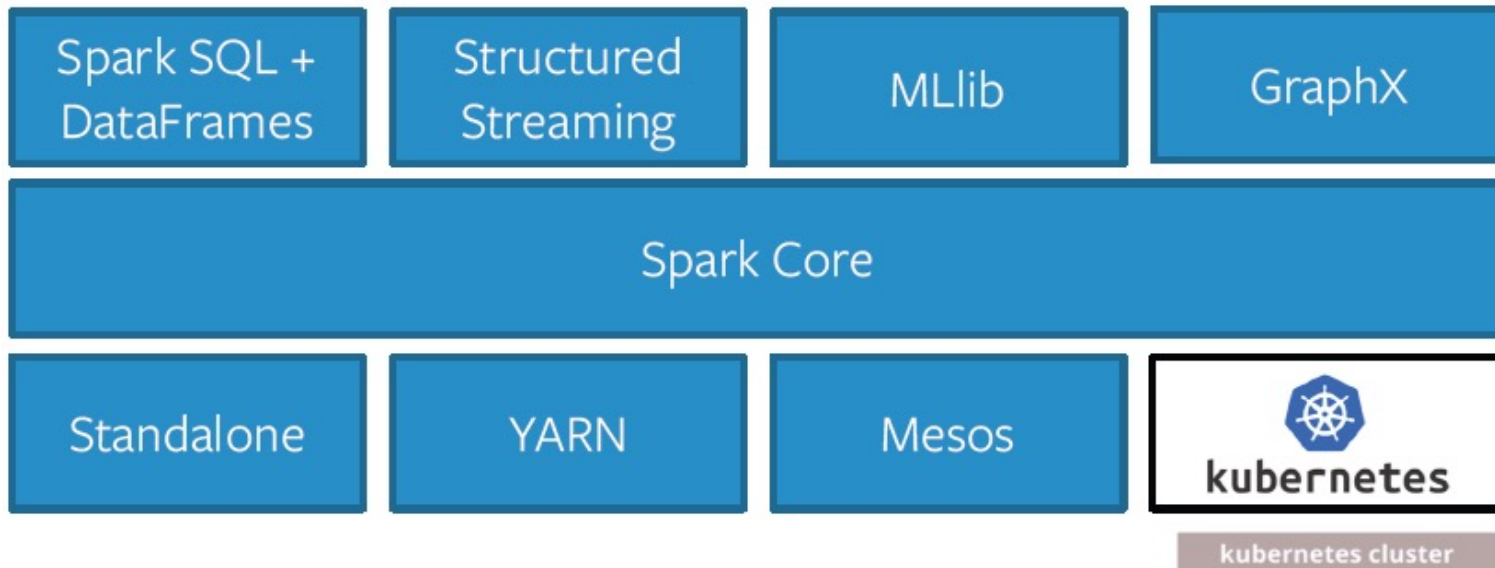 Spark SQL +
DataFrames
Structured
Streaming
MLlib
GraphX
Spark Core
Standalone
YARN
Mesos
kubernetes
kubernetes cluster